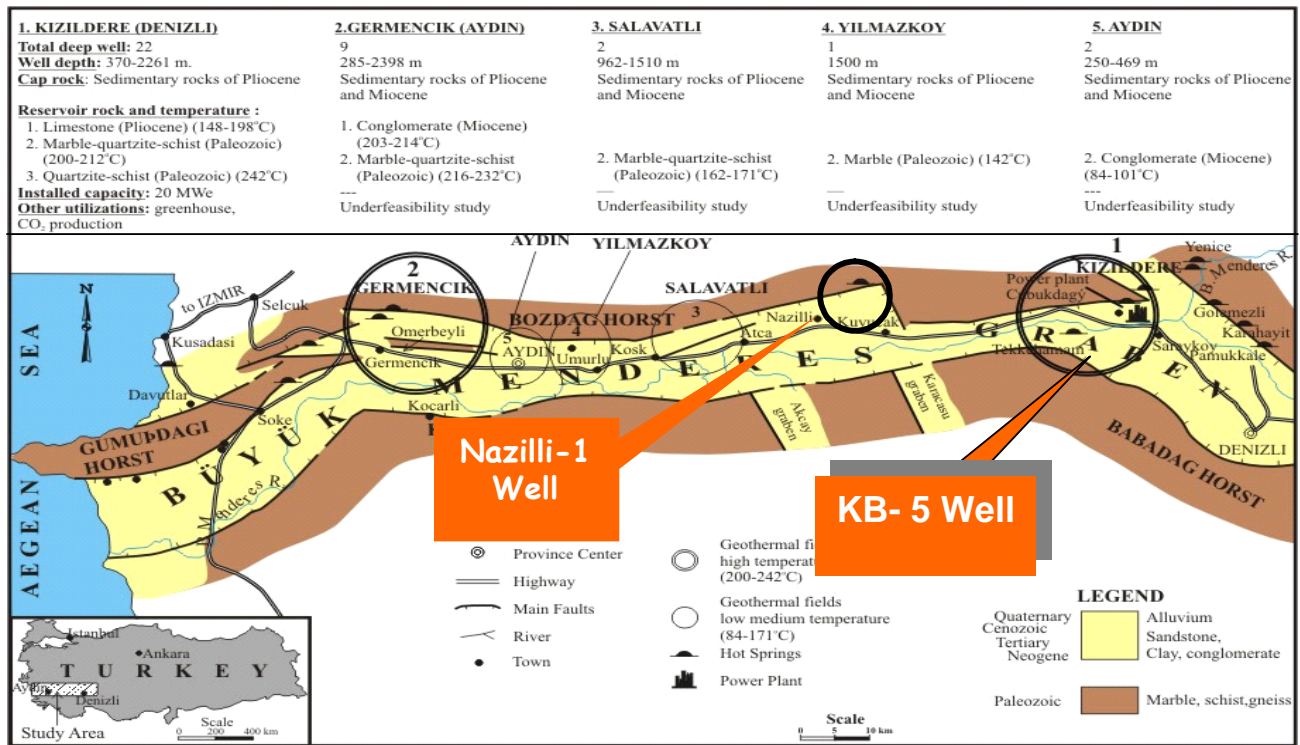 1. KIZILDERE (DENIZLI)
Total deep well: 22
Well depth: 370-2261 m.
Cap rock: Sedimentary rocks of Pliocene
Reservoir rock and temperature :
1. Limestone (Pliocene) (148-198°C)
2. Marble-quartzite-schist (Paleozoic)
(200-212°C)
3. Quartzite-schist (Paleozoic) (242°C)
Installed capacity: 20 MWe
Other utilizations: greenhouse,
CO₂ production
2.GERMENCIK (AYDIN)
9
285-2398 m
Sedimentary rocks of Pliocene
and Miocene
1. Conglomerate (Miocene)
(203-214°C)
2. Marble-quartzite-schist
(Paleozoic) (216-232°C)
---
Underfeasibility study
3. SALAVATLI
2
962-1510 m
Sedimentary rocks of Pliocene
and Miocene
2. Marble-quartzite-schist
(Paleozoic) (162-171°C)
—
Underfeasibility study
4. YILMAZKOY
1
1500 m
Sedimentary rocks of Pliocene
and Miocene
2. Marble (Paleozoic) (142°C)
—
Underfeasibility study
5. AYDIN
2
250-469 m
Sedimentary rocks of Pliocene
and Miocene
2. Conglomerate (Miocene)
(84-101°C)
---
Underfeasibility study
AYDIN
YILMAZKOY
1
KIZILDERE
Yenice
B. Menderes R.
Power plant
Cubukdagy
2
GERMENCIK
SALAVATLI
3
N
to IZMIR
Selcuk
Kusadasi
BOZDAG HORST
4
5
Omerbeyli
Germencik
AYDIN
Umurlu
Kosk
Atca
Nazilli
Kuyucak
Golemezli
Karahayit
Pamukkale
Saraykoy
Tekkehamam
DENIZLI
AEGEAN SEA
Davutlar
Soke
Kocarli
GUMUÞDAGI
HORST
BÜYÜK MENDERES GRABEN
Menderes R.
Akcay
graben
Karacasu
graben
BABADAG HORST
Nazilli-1
Well
KB- 5 Well
Province Center
Highway
Main Faults
River
Town
Geothermal
high
(200-242°C)
Geothermal fields
low medium temperature
(84-171°C)
Hot Springs
Power Plant
Scale
0 5 10 km
LEGEND
Quaternary
Cenozoic
Tertiary
Neogene
Alluvium
Sandstone,
Clay, conglomerate
Paleozoic
Marble, schist,gneiss
Istanbul
Ankara
TURKEY
Aydin
Denizli
Study Area
Scale
0 200 400 km